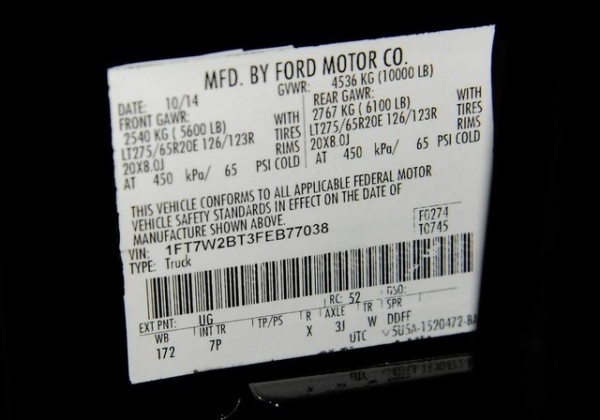 MFD. BY FORD MOTOR CO.
DATE: 10/14
GVWR: 4536 KG (10000 LB)
FRONT GAWR:
2540 KG ( 5600 LB) WITH
LT275/65R20E 126/123R TIRES
20X8.0J RIMS
AT 450 kPa/ 65 PSI COLD
REAR GAWR:
2767 KG ( 6100 LB) WITH
LT275/65R20E 126/123R TIRES
20X8.0J RIMS
AT 450 kPa/ 65 PSI COLD
THIS VEHICLE CONFORMS TO ALL APPLICABLE FEDERAL MOTOR
VEHICLE SAFETY STANDARDS IN EFFECT ON THE DATE OF
MANUFACTURE SHOWN ABOVE.
VIN: 1FT7W2BT3FEB77038
TYPE: Truck
F0274
T0745
EXT PNT: UG RC: 52 DSO:
WB INT TR TP/PS R AXLE TR SPR
172 7P X 3J W DDFF
UTC 5U5A-1520472-BA